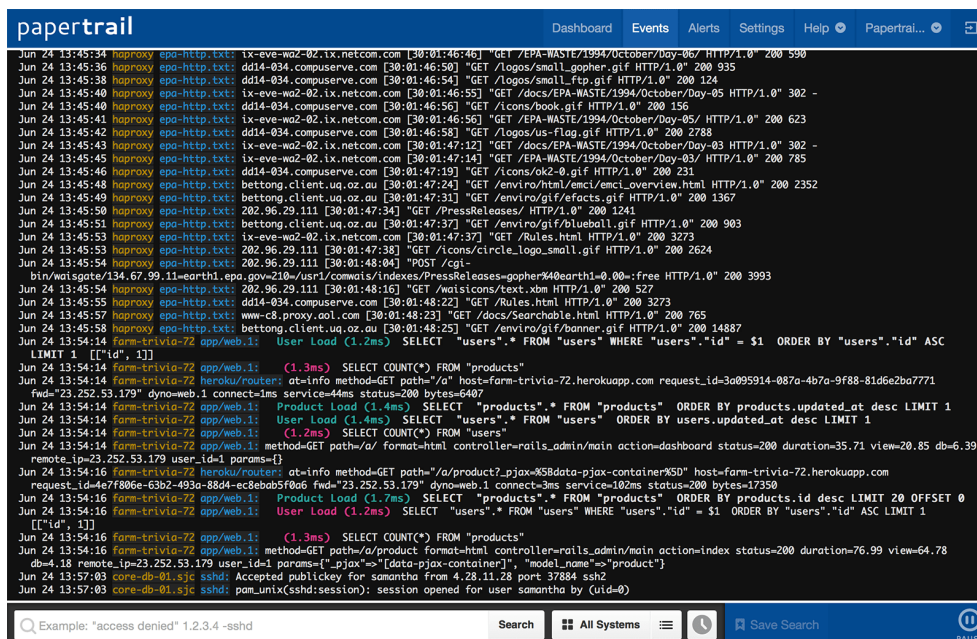 papertrail
Dashboard Events Alerts Settings Help Papertrai...
Jun 24 13:45:34 haproxy epa-http.txt: ix-eve-wa2-02.ix.netcom.com [30:01:46:46] "GET /EPA-WASTE/1994/October/Day-06/ HTTP/1.0" 200 590
Jun 24 13:45:36 haproxy epa-http.txt: dd14-034.compuserve.com [30:01:46:50] "GET /logos/small_gopher.gif HTTP/1.0" 200 935
Jun 24 13:45:38 haproxy epa-http.txt: dd14-034.compuserve.com [30:01:46:54] "GET /logos/small_ftp.gif HTTP/1.0" 200 124
Jun 24 13:45:40 haproxy epa-http.txt: ix-eve-wa2-02.ix.netcom.com [30:01:46:55] "GET /docs/EPA-WASTE/1994/October/Day-05 HTTP/1.0" 302 -
Jun 24 13:45:40 haproxy epa-http.txt: dd14-034.compuserve.com [30:01:46:56] "GET /icons/book.gif HTTP/1.0" 200 156
Jun 24 13:45:41 haproxy epa-http.txt: ix-eve-wa2-02.ix.netcom.com [30:01:46:56] "GET /EPA-WASTE/1994/October/Day-05/ HTTP/1.0" 200 623
Jun 24 13:45:42 haproxy epa-http.txt: dd14-034.compuserve.com [30:01:46:58] "GET /logos/us-flag.gif HTTP/1.0" 200 2788
Jun 24 13:45:43 haproxy epa-http.txt: ix-eve-wa2-02.ix.netcom.com [30:01:47:12] "GET /docs/EPA-WASTE/1994/October/Day-03 HTTP/1.0" 302 -
Jun 24 13:45:45 haproxy epa-http.txt: ix-eve-wa2-02.ix.netcom.com [30:01:47:14] "GET /EPA-WASTE/1994/October/Day-03/ HTTP/1.0" 200 785
Jun 24 13:45:46 haproxy epa-http.txt: dd14-034.compuserve.com [30:01:47:19] "GET /icons/ok2-0.gif HTTP/1.0" 200 231
Jun 24 13:45:48 haproxy epa-http.txt: bettong.client.uq.oz.au [30:01:47:24] "GET /enviro/html/emci/emci_overview.html HTTP/1.0" 200 2352
Jun 24 13:45:49 haproxy epa-http.txt: bettong.client.uq.oz.au [30:01:47:31] "GET /enviro/gif/efacts.gif HTTP/1.0" 200 1367
Jun 24 13:45:50 haproxy epa-http.txt: 202.96.29.111 [30:01:47:34] "GET /PressReleases/ HTTP/1.0" 200 1241
Jun 24 13:45:51 haproxy epa-http.txt: bettong.client.uq.oz.au [30:01:47:37] "GET /enviro/gif/blueball.gif HTTP/1.0" 200 903
Jun 24 13:45:53 haproxy epa-http.txt: ix-eve-wa2-02.ix.netcom.com [30:01:47:37] "GET /Rules.html HTTP/1.0" 200 3273
Jun 24 13:45:53 haproxy epa-http.txt: 202.96.29.111 [30:01:47:38] "GET /icons/circle_logo_small.gif HTTP/1.0" 200 2624
Jun 24 13:45:54 haproxy epa-http.txt: 202.96.29.111 [30:01:48:04] "POST /cgi-
bin/waisgate/134.67.99.11=earth1.epa.gov=210=/usr1/comwais/indexes/PressReleases=gopher%40earth1=0.00=:free HTTP/1.0" 200 3993
Jun 24 13:45:54 haproxy epa-http.txt: 202.96.29.111 [30:01:48:16] "GET /waisicons/text.xbm HTTP/1.0" 200 527
Jun 24 13:45:55 haproxy epa-http.txt: dd14-034.compuserve.com [30:01:48:22] "GET /Rules.html HTTP/1.0" 200 3273
Jun 24 13:45:57 haproxy epa-http.txt: www-c8.proxy.aol.com [30:01:48:23] "GET /docs/Searchable.html HTTP/1.0" 200 765
Jun 24 13:45:58 haproxy epa-http.txt: bettong.client.uq.oz.au [30:01:48:25] "GET /enviro/gif/banner.gif HTTP/1.0" 200 14887
Jun 24 13:54:14 farm-trivia-72 app/web.1: User Load (1.2ms) SELECT "users".* FROM "users" WHERE "users"."id" = $1 ORDER BY "users"."id" ASC
LIMIT 1 [["id", 1]]
Jun 24 13:54:14 farm-trivia-72 app/web.1: (1.3ms) SELECT COUNT(*) FROM "products"
Jun 24 13:54:14 farm-trivia-72 heroku/router: at=info method=GET path="/a" host=farm-trivia-72.herokuapp.com request_id=3a095914-087a-4b7a-9f88-81d6e2ba7771
fwd="23.252.53.179" dyno=web.1 connect=1ms service=44ms status=200 bytes=6407
Jun 24 13:54:14 farm-trivia-72 app/web.1: Product Load (1.4ms) SELECT "products".* FROM "products" ORDER BY products.updated_at desc LIMIT 1
Jun 24 13:54:14 farm-trivia-72 app/web.1: User Load (1.4ms) SELECT "users".* FROM "users" ORDER BY users.updated_at desc LIMIT 1
Jun 24 13:54:14 farm-trivia-72 app/web.1: (1.2ms) SELECT COUNT(*) FROM "users"
Jun 24 13:54:14 farm-trivia-72 app/web.1: method=GET path=/a/ format=html controller=rails_admin/main action=dashboard status=200 duration=35.71 view=20.85 db=6.39
remote_ip=23.252.53.179 user_id=1 params={}
Jun 24 13:54:16 farm-trivia-72 heroku/router: at=info method=GET path="/a/product?_pjax=%5Bdata-pjax-container%5D" host=farm-trivia-72.herokuapp.com
request_id=4e7f806e-63b2-493a-88d4-ec8ebab5f0a6 fwd="23.252.53.179" dyno=web.1 connect=3ms service=102ms status=200 bytes=17350
Jun 24 13:54:16 farm-trivia-72 app/web.1: Product Load (1.7ms) SELECT "products".* FROM "products" ORDER BY products.id desc LIMIT 20 OFFSET 0
Jun 24 13:54:16 farm-trivia-72 app/web.1: User Load (1.2ms) SELECT "users".* FROM "users" WHERE "users"."id" = $1 ORDER BY "users"."id" ASC LIMIT 1
[["id", 1]]
Jun 24 13:54:16 farm-trivia-72 app/web.1: (1.3ms) SELECT COUNT(*) FROM "products"
Jun 24 13:54:16 farm-trivia-72 app/web.1: method=GET path=/a/product format=html controller=rails_admin/main action=index status=200 duration=76.99 view=64.78
db=4.18 remote_ip=23.252.53.179 user_id=1 params={"_pjax"=>"[data-pjax-container]", "model_name"=>"product"}
Jun 24 13:57:03 core-db-01.sjc sshd: Accepted publickey for samantha from 4.28.11.28 port 37884 ssh2
Jun 24 13:57:03 core-db-01.sjc sshd: pam_unix(sshd:session): session opened for user samantha by (uid=0)
Example: "access denied" 1.2.3.4 -sshd Search All Systems Save Search